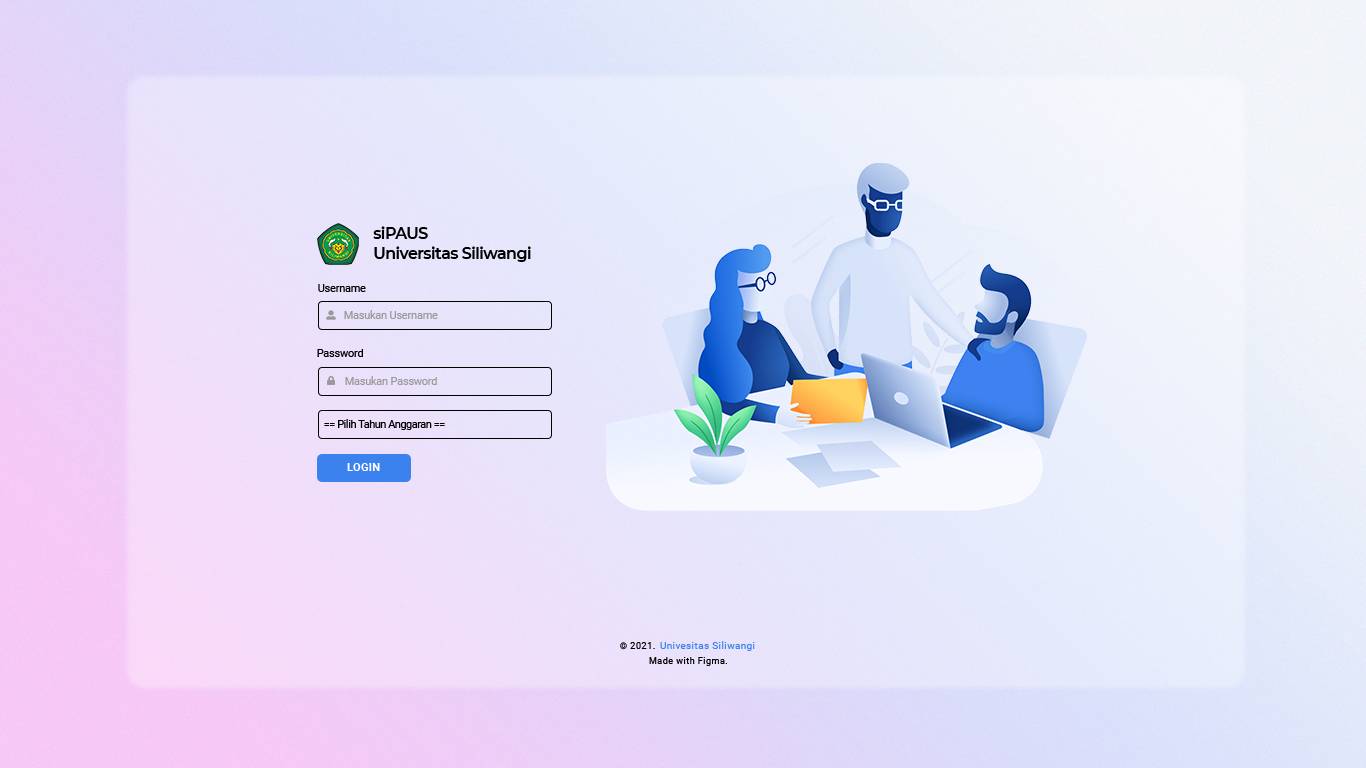 siPAUS
Universitas Siliwangi
Username
Masukan Username
Password
Masukan Password
== Pilih Tahun Anggaran ==
LOGIN
© 2021. Univesitas Siliwangi
Made with Figma.